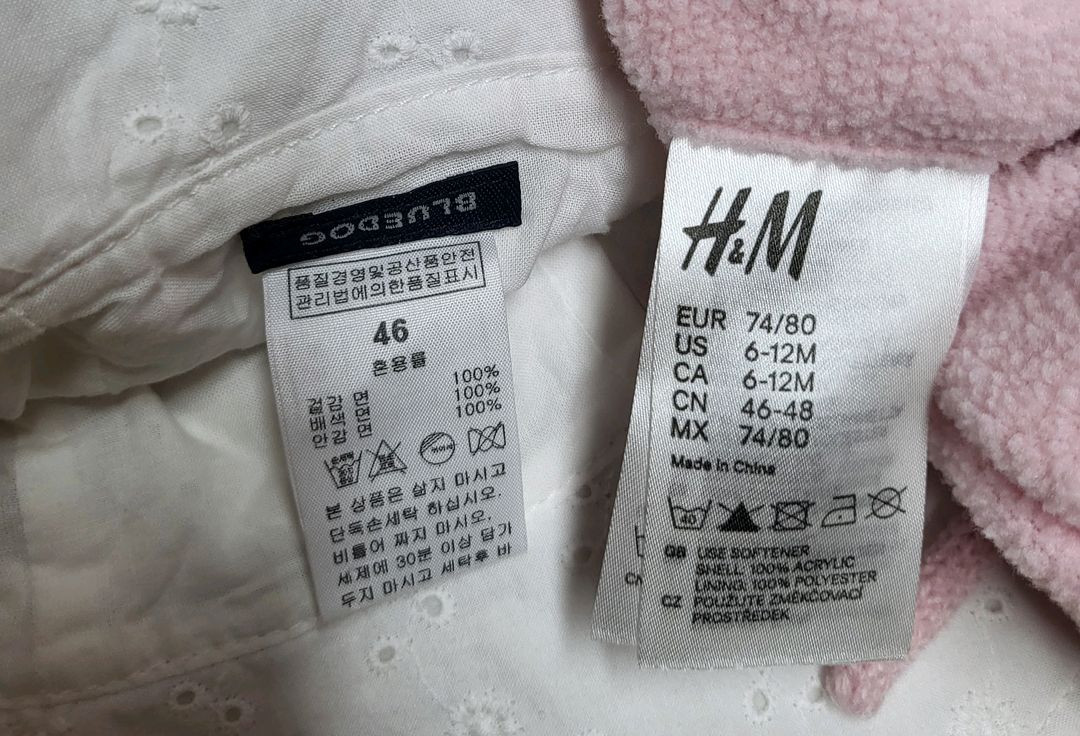 BLUEDOG
품질경영및공산품안전
관리법에의한품질표시
46
혼용률
겉감 면 100%
배색 면 100%
안감 면 100%
본 상품은 삶지 마시고
단독손세탁 하십시오.
비틀어 짜지 마시오.
세제에 30분 이상 담가
두지 마시고 세탁후 바
H&M
EUR 74/80
US 6-12M
CA 6-12M
CN 46-48
MX 74/80
Made in China
40
GB USE SOFTENER
SHELL: 100% ACRYLIC
LINING: 100% POLYESTER
CZ POUŽIJTE ZMĚKČOVACÍ
PROSTŘEDEK